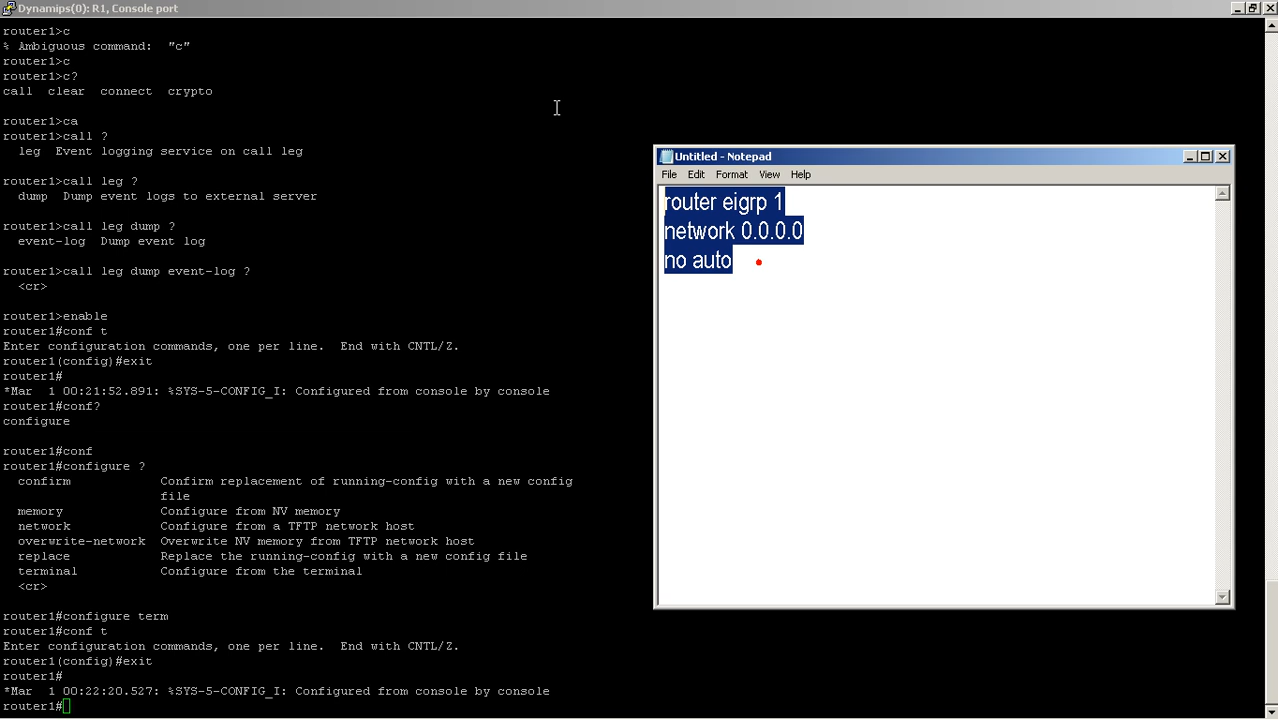 Dynamips(0): R1, Console port
router1>c
% Ambiguous command:  "c"
router1>c
router1>c?
call  clear  connect  crypto
router1>ca
router1>call ?
  leg  Event logging service on call leg
router1>call leg ?
  dump  Dump event logs to external server
router1>call leg dump ?
  event-log  Dump event log
router1>call leg dump event-log ?
  <cr>
router1>enable
router1#conf t
Enter configuration commands, one per line.  End with CNTL/Z.
router1(config)#exit
router1#
*Mar  1 00:21:52.891: %SYS-5-CONFIG_I: Configured from console by console
router1#conf?
configure
router1#conf
router1#configure ?
  confirm            Confirm replacement of running-config with a new config
                     file
  memory             Configure from NV memory
  network            Configure from a TFTP network host
  overwrite-network  Overwrite NV memory from TFTP network host
  replace            Replace the running-config with a new config file
  terminal           Configure from the terminal
  <cr>
router1#configure term
router1#conf t
Enter configuration commands, one per line.  End with CNTL/Z.
router1(config)#exit
router1#
*Mar  1 00:22:20.527: %SYS-5-CONFIG_I: Configured from console by console
router1#
Untitled - Notepad
File Edit Format View Help
router eigrp 1
network 0.0.0.0
no auto